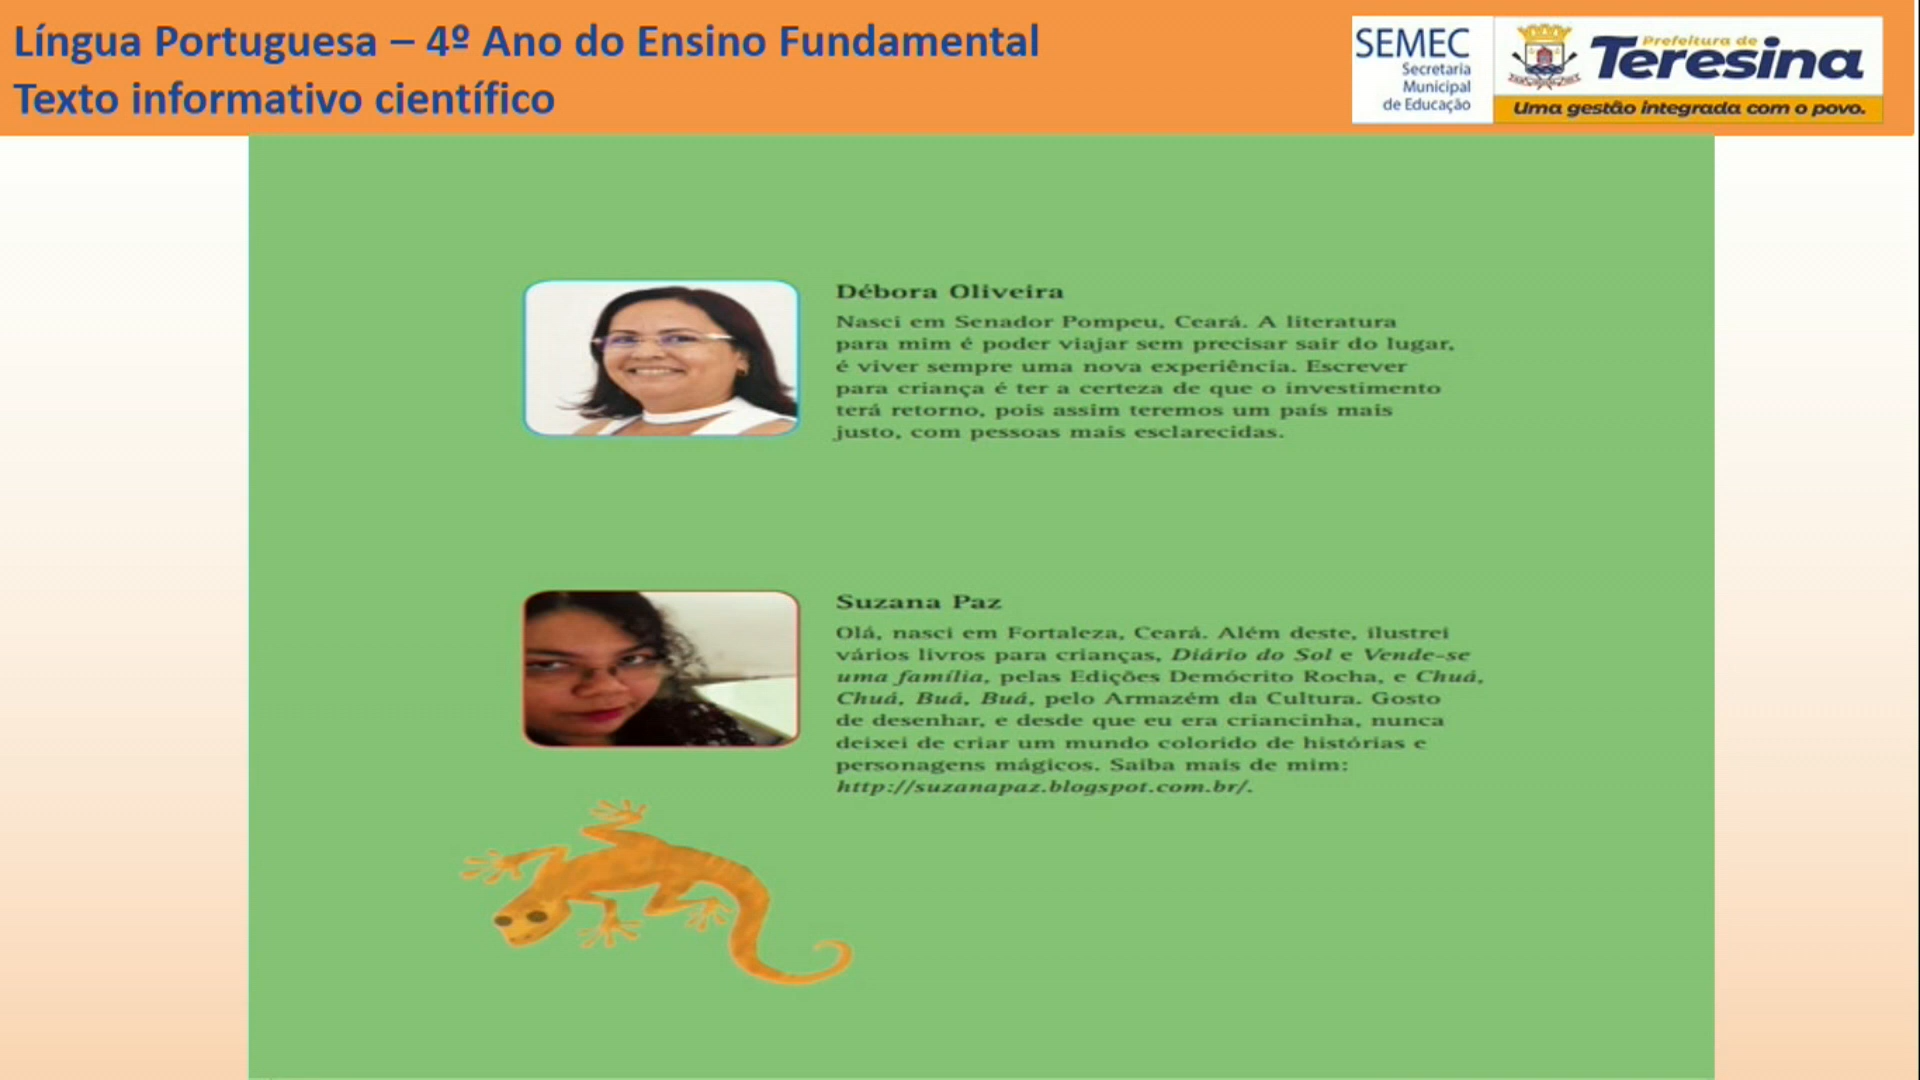 Língua Portuguesa – 4º Ano do Ensino Fundamental
Texto informativo científico
SEMEC
Secretaria
Municipal
de Educação
Prefeitura de
Teresina
Uma gestão integrada com o povo.
Débora Oliveira
Nasci em Senador Pompeu, Ceará. A literatura
para mim é poder viajar sem precisar sair do lugar,
é viver sempre uma nova experiência. Escrever
para criança é ter a certeza de que o investimento
terá retorno, pois assim teremos um país mais
justo, com pessoas mais esclarecidas.
Suzana Paz
Olá, nasci em Fortaleza, Ceará. Além deste, ilustrei
vários livros para crianças, Diário do Sol e Vende-se
uma família, pelas Edições Demócrito Rocha, e Chuá,
Chuá, Buá, Buá, pelo Armazém da Cultura. Gosto
de desenhar, e desde que eu era criancinha, nunca
deixei de criar um mundo colorido de histórias e
personagens mágicos. Saiba mais de mim:
http://suzanapaz.blogspot.com.br/.